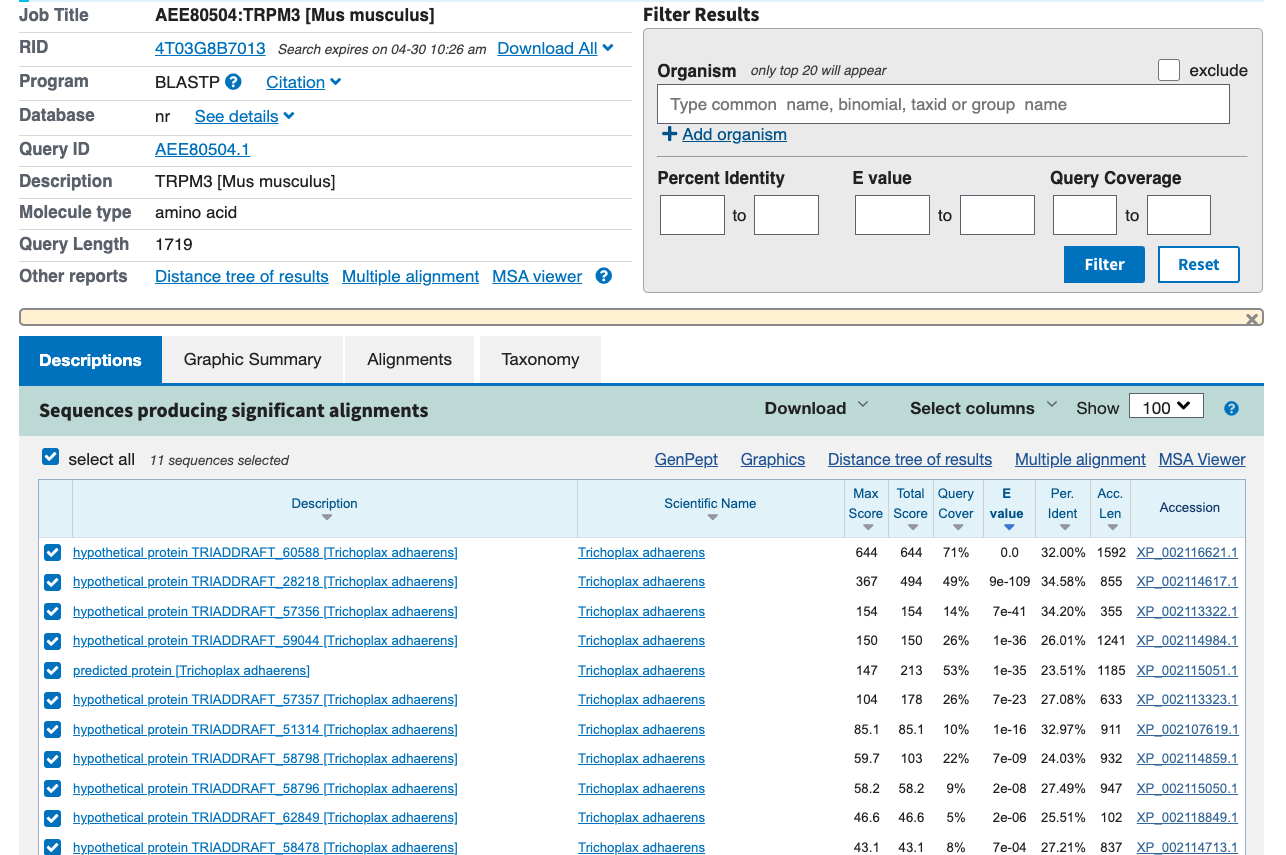 Job Title AEE80504:TRPM3 [Mus musculus]
RID 4T03G8B7013 Search expires on 04-30 10:26 am Download All
Program BLASTP ? Citation
Database nr See details
Query ID AEE80504.1
Description TRPM3 [Mus musculus]
Molecule type amino acid
Query Length 1719
Other reports Distance tree of results Multiple alignment MSA viewer ?
Filter Results
Organism only top 20 will appear exclude
Type common name, binomial, taxid or group name
+ Add organism
Percent Identity E value Query Coverage
to to to
Filter Reset
Descriptions Graphic Summary Alignments Taxonomy
Sequences producing significant alignments Download Select columns Show 100 ?
select all 11 sequences selected GenPept Graphics Distance tree of results Multiple alignment MSA Viewer
Description Scientific Name Max Score Total Score Query Cover E value Per. Ident Acc. Len Accession
hypothetical protein TRIADDRAFT_60588 [Trichoplax adhaerens] Trichoplax adhaerens 644 644 71% 0.0 32.00% 1592 XP_002116621.1
hypothetical protein TRIADDRAFT_28218 [Trichoplax adhaerens] Trichoplax adhaerens 367 494 49% 9e-109 34.58% 855 XP_002114617.1
hypothetical protein TRIADDRAFT_57356 [Trichoplax adhaerens] Trichoplax adhaerens 154 154 14% 7e-41 34.20% 355 XP_002113322.1
hypothetical protein TRIADDRAFT_59044 [Trichoplax adhaerens] Trichoplax adhaerens 150 150 26% 1e-36 26.01% 1241 XP_002114984.1
predicted protein [Trichoplax adhaerens] Trichoplax adhaerens 147 213 53% 1e-35 23.51% 1185 XP_002115051.1
hypothetical protein TRIADDRAFT_57357 [Trichoplax adhaerens] Trichoplax adhaerens 104 178 26% 7e-23 27.08% 633 XP_002113323.1
hypothetical protein TRIADDRAFT_51314 [Trichoplax adhaerens] Trichoplax adhaerens 85.1 85.1 10% 1e-16 32.97% 911 XP_002107619.1
hypothetical protein TRIADDRAFT_58798 [Trichoplax adhaerens] Trichoplax adhaerens 59.7 103 22% 7e-09 24.03% 932 XP_002114859.1
hypothetical protein TRIADDRAFT_58796 [Trichoplax adhaerens] Trichoplax adhaerens 58.2 58.2 9% 2e-08 27.49% 947 XP_002115050.1
hypothetical protein TRIADDRAFT_62849 [Trichoplax adhaerens] Trichoplax adhaerens 46.6 46.6 5% 2e-06 25.51% 102 XP_002118849.1
hypothetical protein TRIADDRAFT_58478 [Trichoplax adhaerens] Trichoplax adhaerens 43.1 43.1 8% 7e-04 27.21% 837 XP_002114713.1